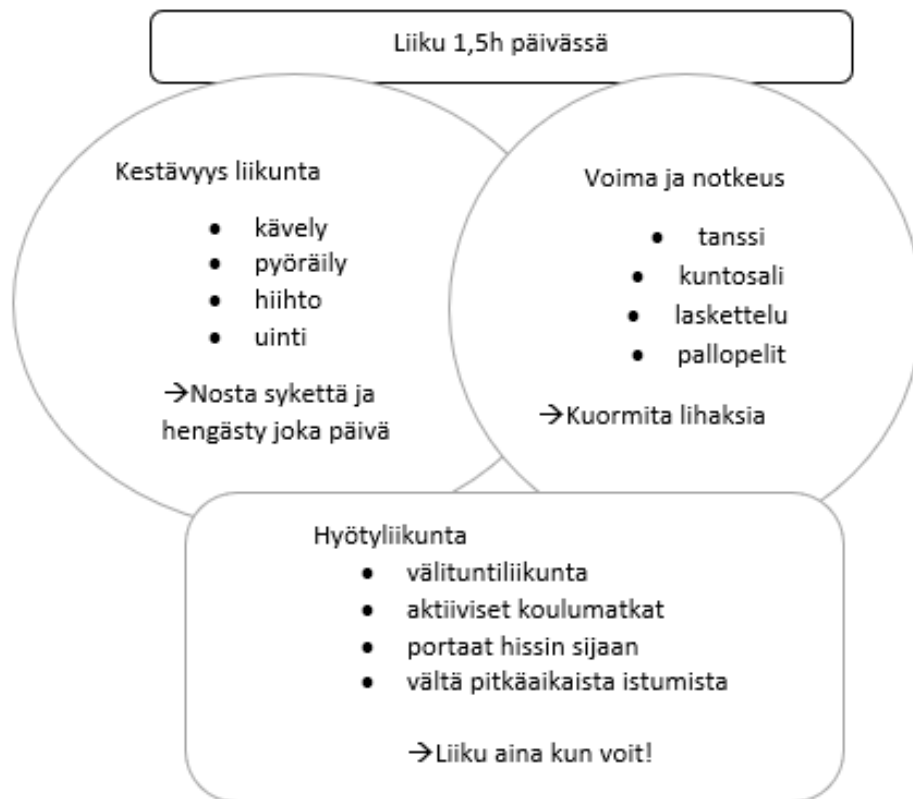 Liiku 1,5h päivässä
Kestävyys liikunta
● kävely
● pyöräily
● hiihto
● uinti
→Nosta sykettä ja
hengästy joka päivä
Voima ja notkeus
● tanssi
● kuntosali
● laskettelu
● pallopelit
→Kuormita lihaksia
Hyötyliikunta
● välituntiliikunta
● aktiiviset koulumatkat
● portaat hissin sijaan
● vältä pitkäaikaista istumista
→Liiku aina kun voit!